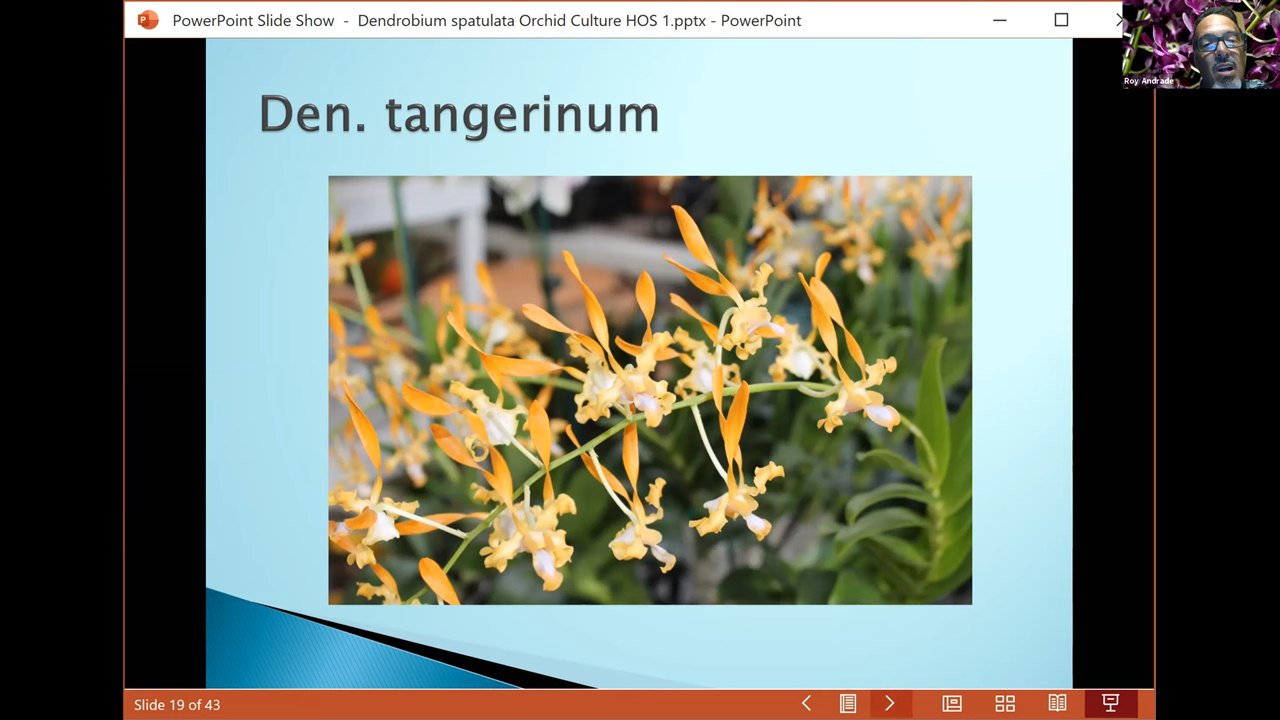 PowerPoint Slide Show - Dendrobium spatulata Orchid Culture HOS 1.pptx - PowerPoint
Roy Andrade
Den. tangerinum
Slide 19 of 43